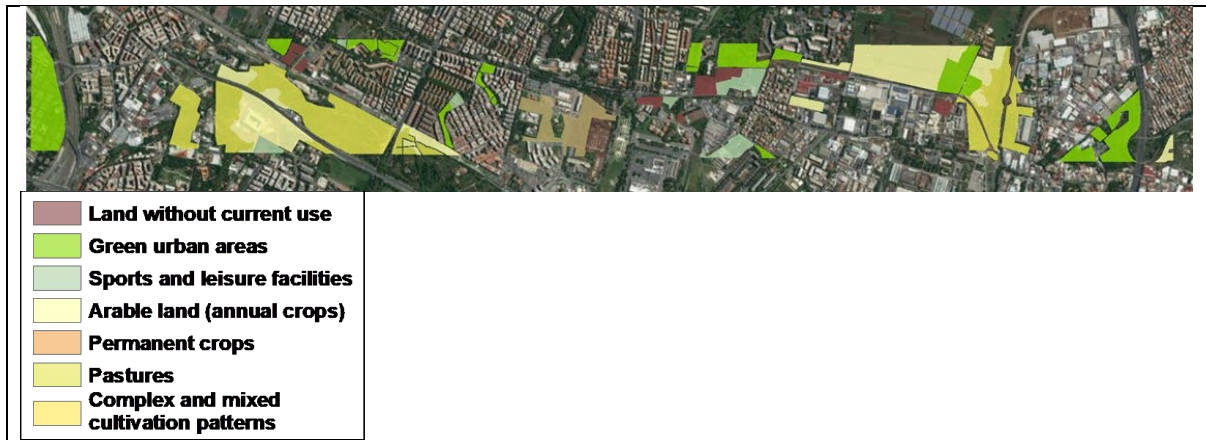 Land without current use
Green urban areas
Sports and leisure facilities
Arable land (annual crops)
Permanent crops
Pastures
Complex and mixed
cultivation patterns